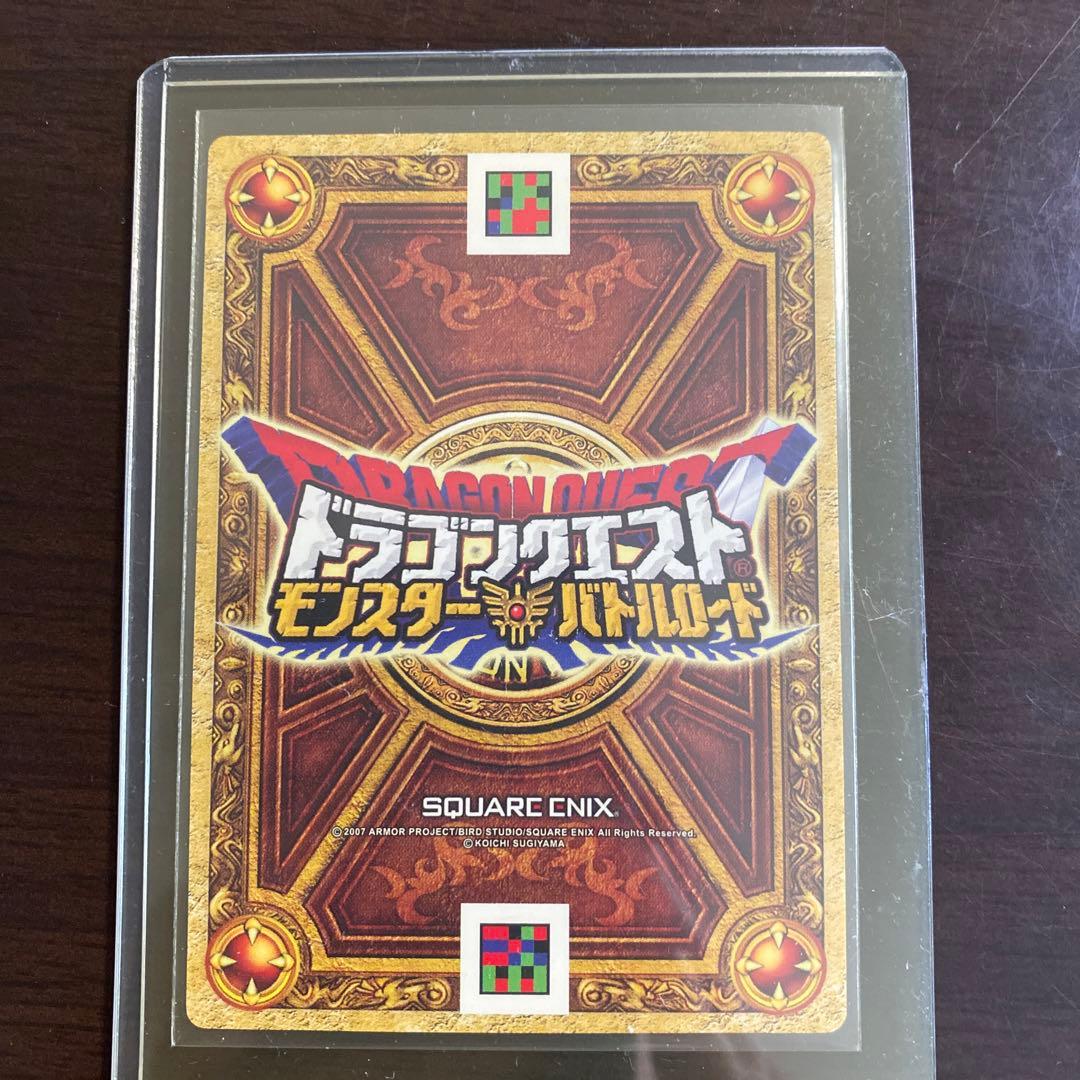 DRAGON QUEST
ドラゴンクエスト®
モンスター バトルロード
SQUARE ENIX®
©2007 ARMOR PROJECT/BIRD STUDIO/SQUARE ENIX All Rights Reserved.
©KOICHI SUGIYAMA